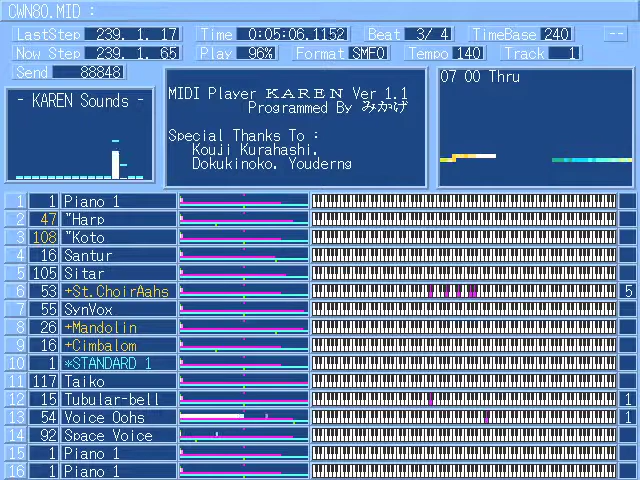 CWN80.MID :
LastStep 239. 1. 17 Time 0:05:06.1152 Beat 3/ 4 TimeBase 240 --
Now Step 239. 1. 65 Play 96% Format SMF0 Tempo 140 Track 1
Send 88848
- KAREN Sounds -
MIDI Player KAREN Ver 1.1
Programmed By みかげ
Special Thanks To :
Kouji Kurahashi.
Dokukinoko. Youderng
07 00 Thru
1 1 Piano 1
2 47 "Harp
3 108 "Koto
4 16 Santur
5 105 Sitar
6 53 +St.ChoirAahs 5
7 55 SynVox
8 26 +Mandolin
9 16 +Cimbalom
10 1 *STANDARD 1
11 117 Taiko
12 15 Tubular-bell 1
13 54 Voice Oohs 1
14 92 Space Voice
15 1 Piano 1
16 1 Piano 1